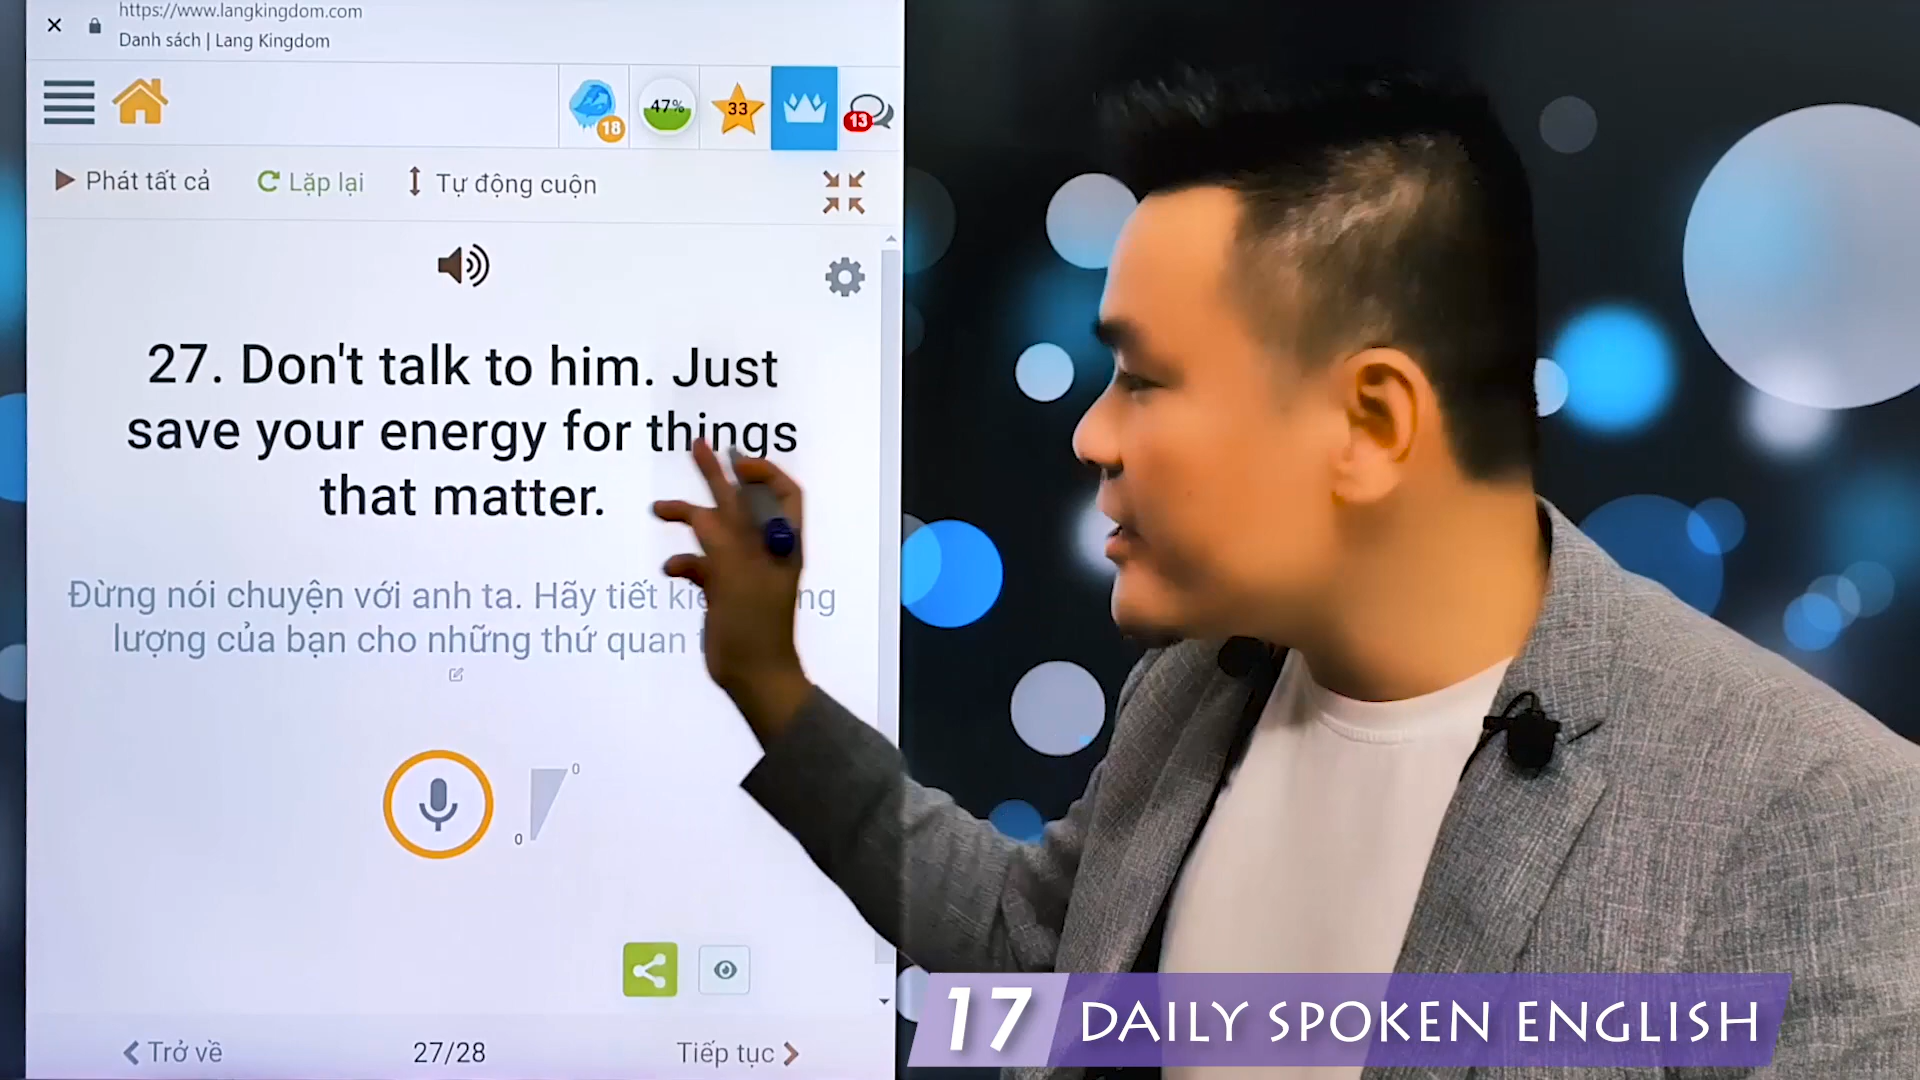 https://www.langkingdom.com
Danh sách | Lang Kingdom
18
47%
33
13
Phát tất cả
Lặp lại
Tự động cuộn
27. Don't talk to him. Just
save your energy for things
that matter.
Đừng nói chuyện với anh ta. Hãy tiết
lượng của bạn cho những thứ quan
0
0
Trở về
27/28
Tiếp tục
17 DAILY SPOKEN ENGLISH